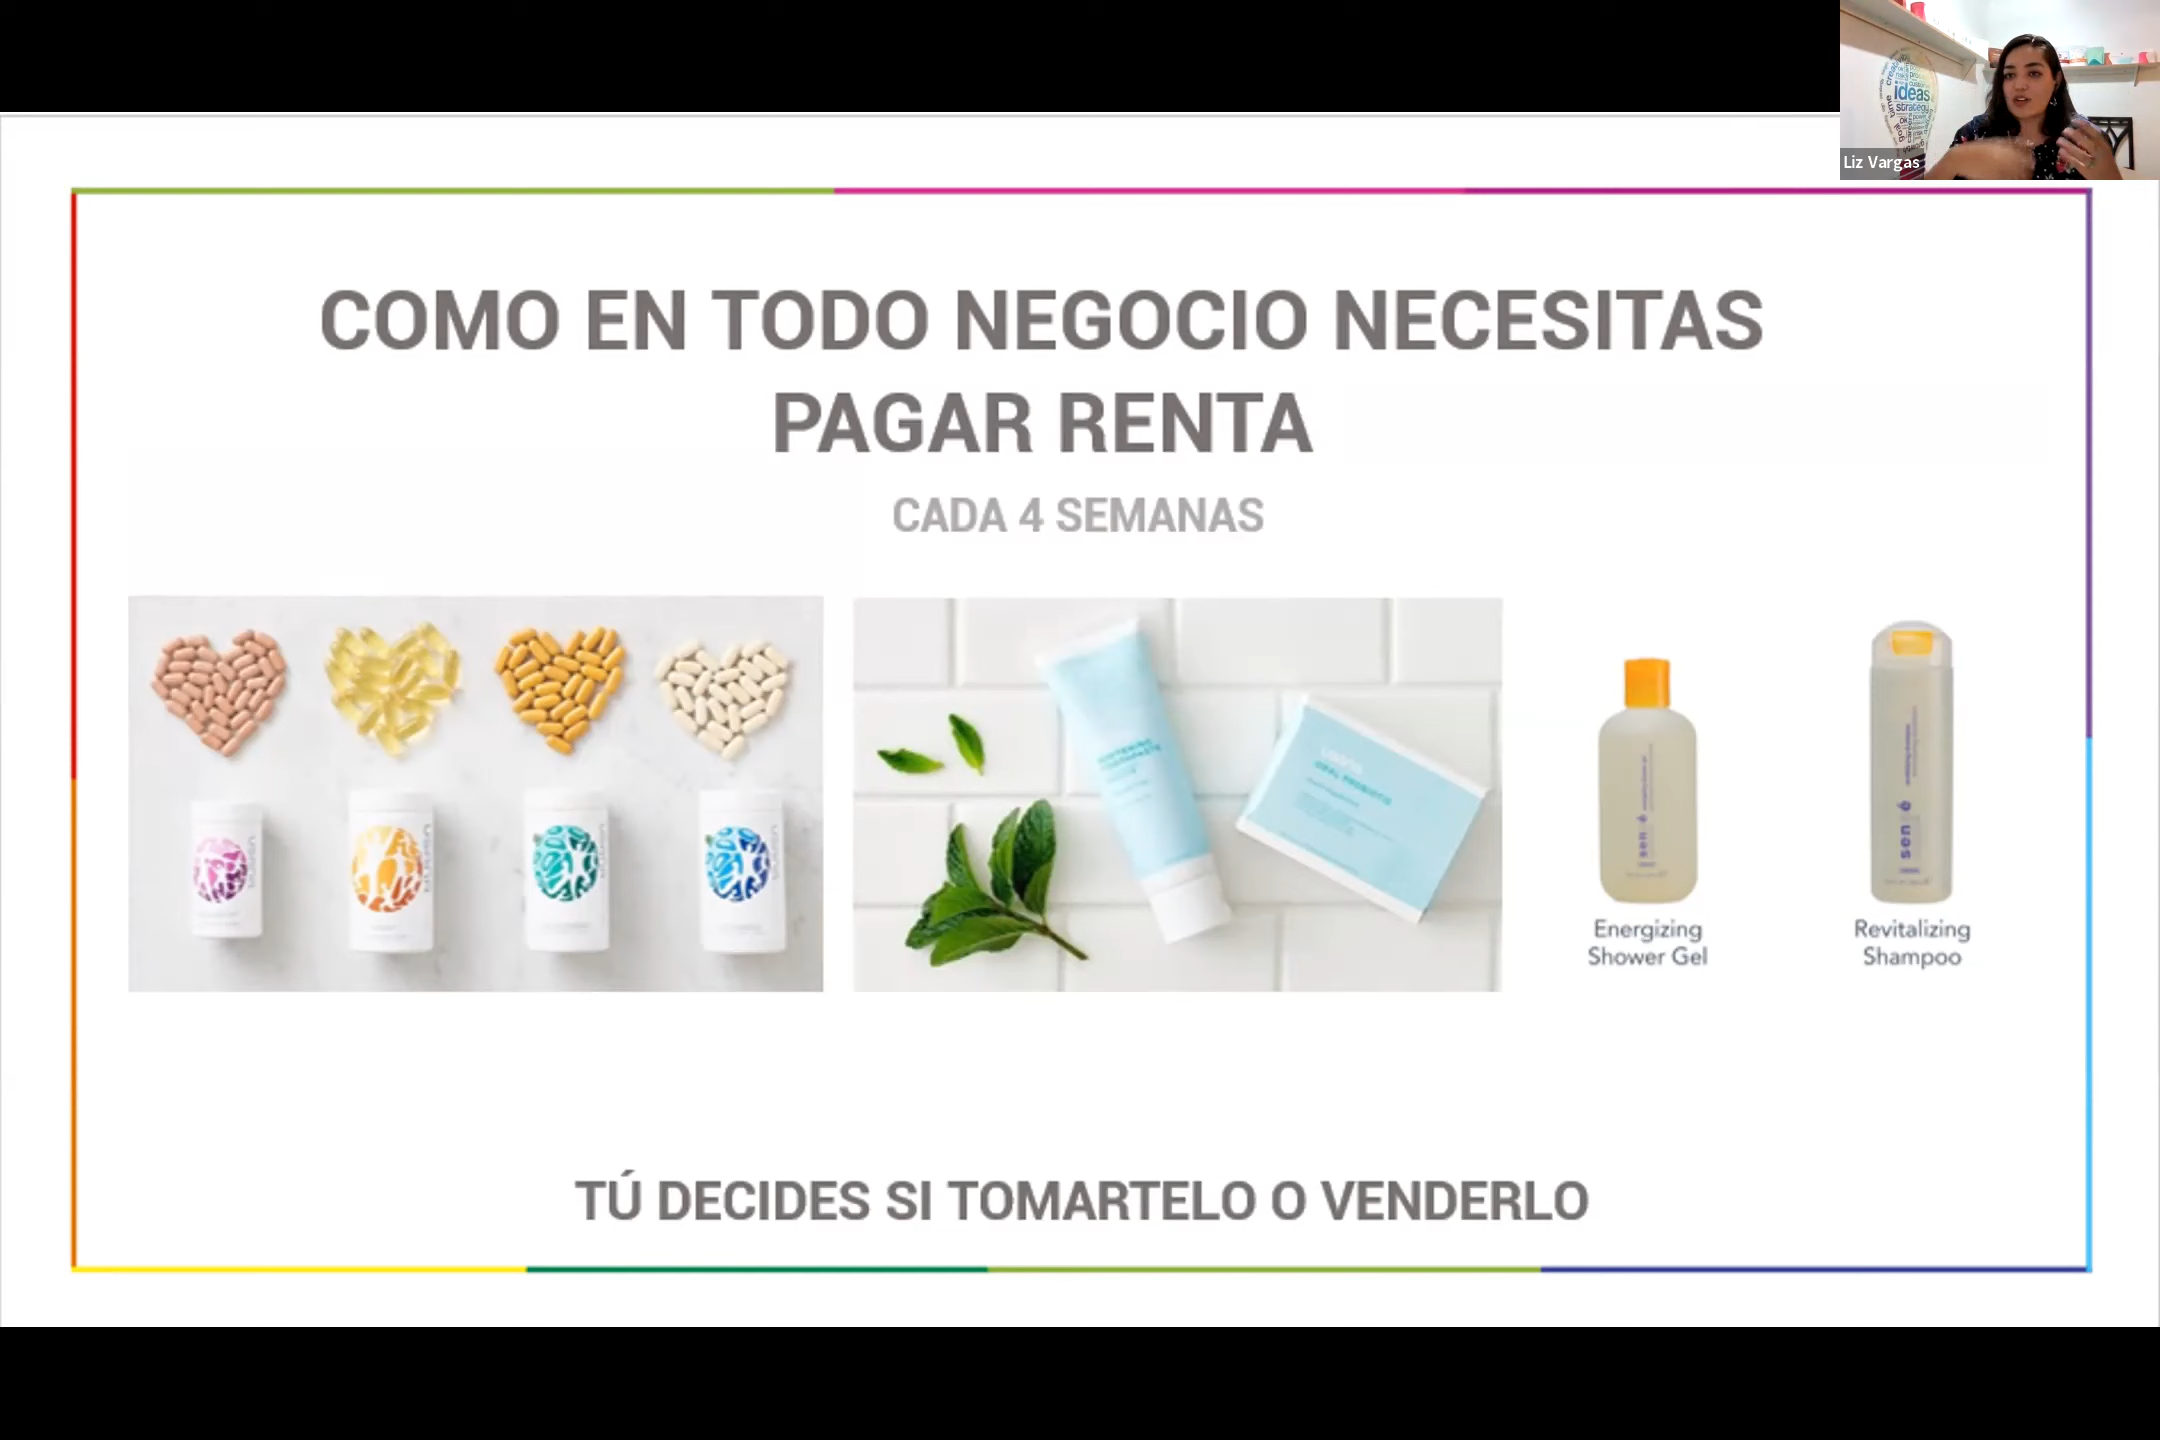 Liz Vargas
ideas
strategy
COMO EN TODO NEGOCIO NECESITAS
PAGAR RENTA
CADA 4 SEMANAS
Energizing
Shower Gel
Revitalizing
Shampoo
TÚ DECIDES SI TOMARTELO O VENDERLO